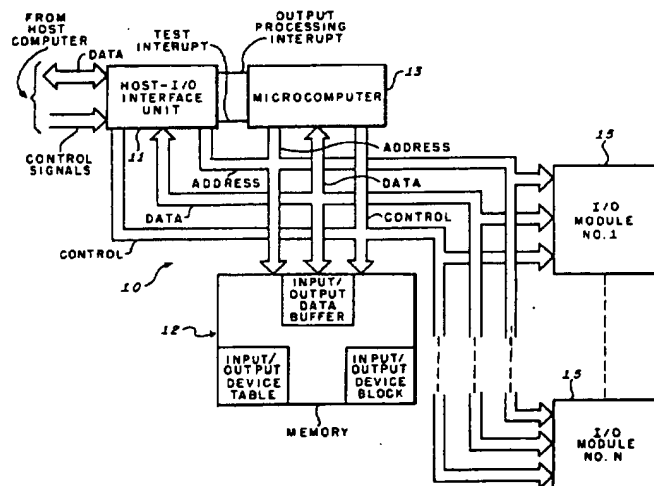 FROM
HOST
COMPUTER
DATA
CONTROL
SIGNALS
TEST
INTERUPT
OUTPUT
PROCESSING
INTERUPT
HOST-I/O
INTERFACE
UNIT
11
MICROCOMPUTER
13
ADDRESS
ADDRESS
DATA
DATA
CONTROL
CONTROL
10
15
I/O
MODULE
NO.1
12
INPUT/
OUTPUT
DATA
BUFFER
INPUT/
OUTPUT
DEVICE
TABLE
INPUT/
OUTPUT
DEVICE
BLOCK
MEMORY
15
I/O
MODULE
NO. N